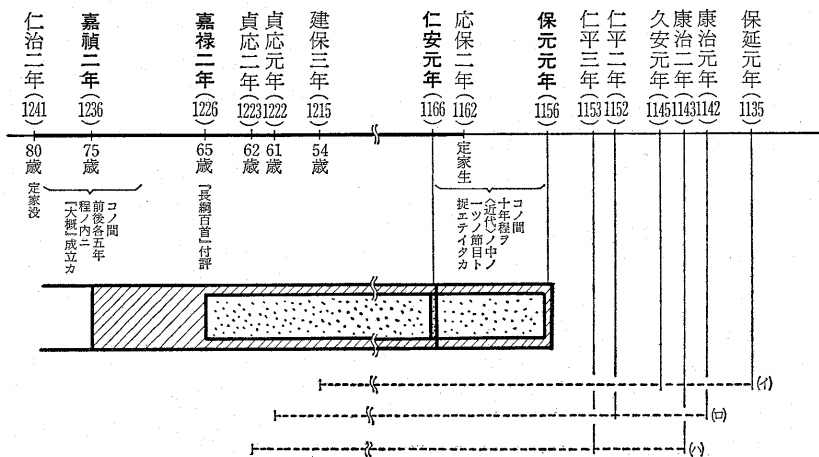 保延元年(1135)
康治元年(1142)
康治二年(1143)
久安元年(1145)
仁平二年(1152)
仁平三年(1153)
保元元年(1156)
応保二年(1162)
仁安元年(1166)
建保三年(1215)
貞応元年(1222)
貞応二年(1223)
嘉禄二年(1226)
嘉禎二年(1236)
仁治二年(1241)
定家生
54歳
61歳
62歳
65歳
75歳
80歳
コノ間
十年程ヲ
〈近代〉ノ中ノ
一ツノ節目ト
捉エテイタカ
『長綱百首』付評
コノ間
前後各五年
程ノ内ニ
『大概』成立カ
定家没
(イ)
(ロ)
(ハ)